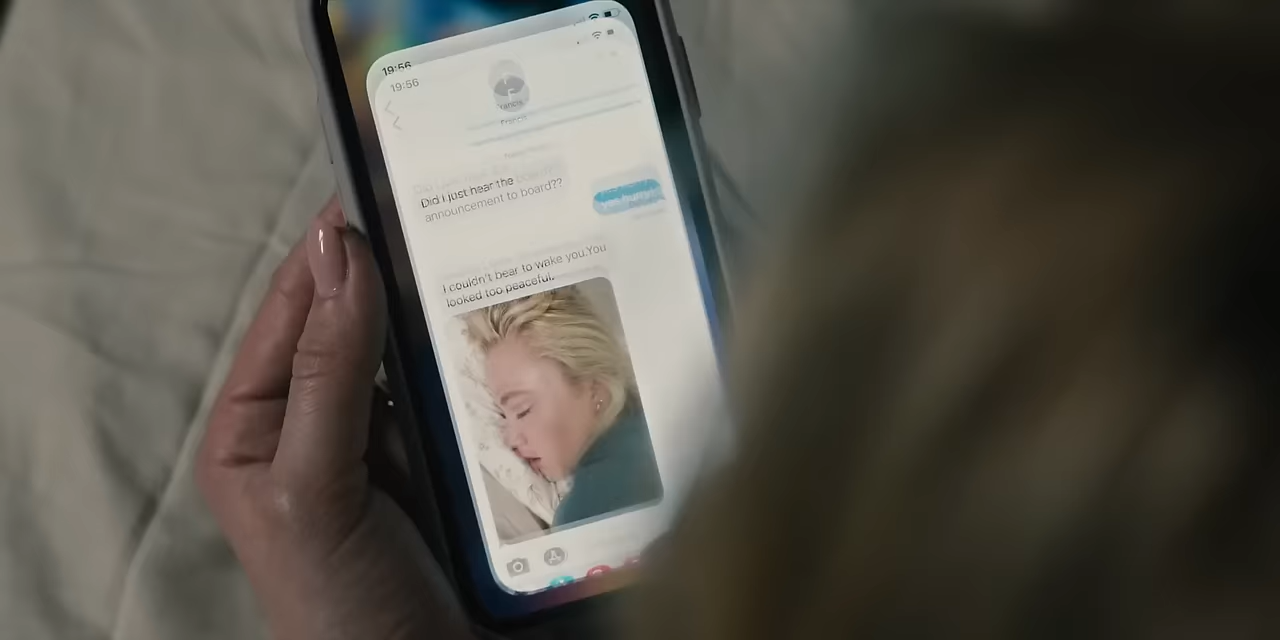 19:56
19:56
Did I just hear the
announcement to board??
I couldn't bear to wake you.You
looked too peaceful.